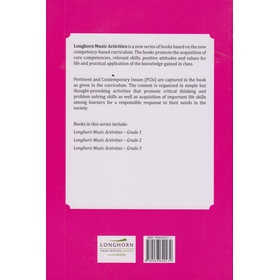 Longhorn Music Activities is a new series of books based on the new
competency-based curriculum. The books promote the acquisition of
core competencies, relevant skills, positive attitudes and values for
life and practical application of the knowledge gained in class.
Pertinent and Contemporary Issues (PCIs) are captured in the book
as given in the curriculum. The content is organised in simple but
thought-provoking activities that promote critical thinking and
problem solving skills as well as acquisition of important life skills
among learners for a responsible response to their needs in the
society.
Books in this series include:
Longhorn Music Activities – Grade 1
Longhorn Music Activities – Grade 2
Longhorn Music Activities – Grade 3
LONGHORN